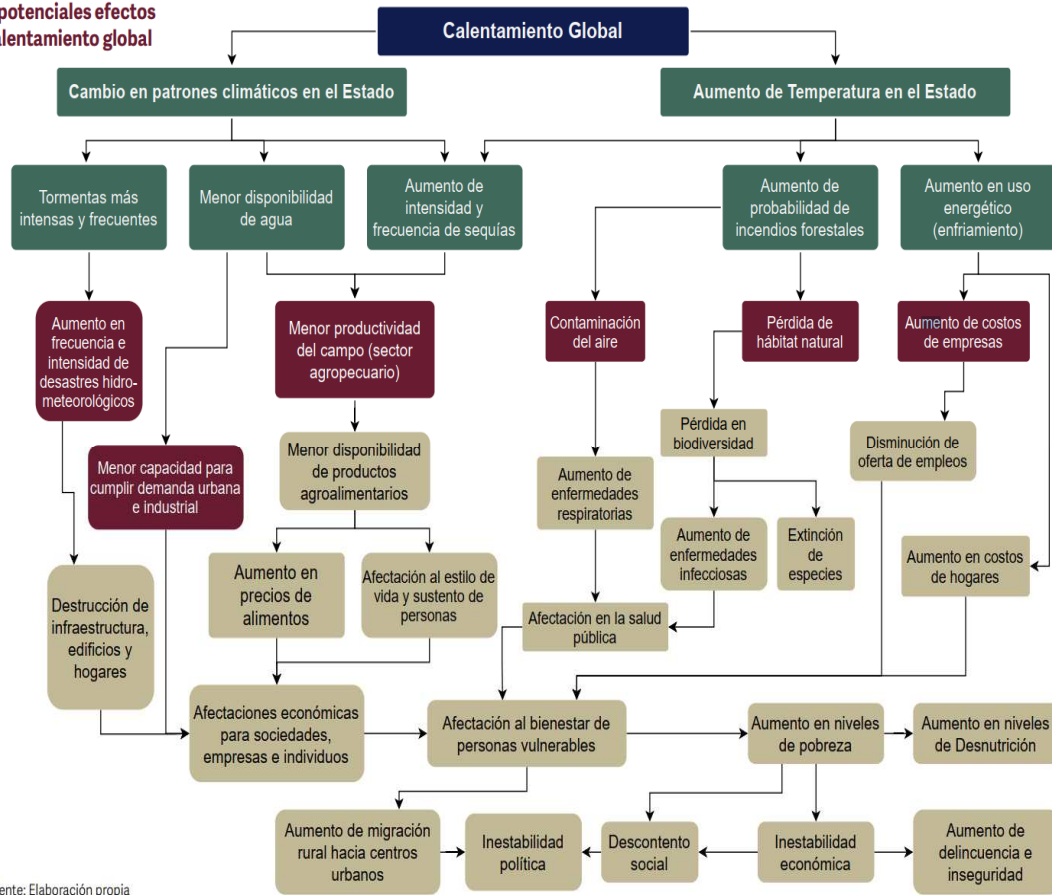 potenciales efectos
Calentamiento Global
Cambio en patrones climáticos en el Estado
Aumento de Temperatura en el Estado
Tormentas más
intensas y frecuentes
Menor disponibilidad
de agua
Aumento de
intensidad y
frecuencia de sequías
Aumento de
probabilidad de
incendios forestales
Aumento en uso
energético
(enfriamiento)
Aumento en
frecuencia e
intensidad de
desastres hidro-
meteorológicos
Menor productividad
del campo (sector
agropecuario)
Contaminación
del aire
Pérdida de
hábitat natural
Aumento de costos
de empresas
Menor capacidad para
cumplir demanda urbana
e industrial
Menor disponibilidad
de productos
agroalimentarios
Pérdida en
biodiversidad
Disminución de
oferta de empleos
Aumento de
enfermedades
respiratorias
Aumento de
enfermedades
infecciosas
Extinción
de
especies
Aumento en costos
de hogares
Destrucción de
infraestructura,
edificios y
hogares
Aumento en
precios de
alimentos
Afectación al estilo de
vida y sustento de
personas
Afectación en la salud
pública
Afectaciones económicas
para sociedades,
empresas e individuos
Afectación al bienestar de
personas vulnerables
Aumento en niveles
de pobreza
Aumento en niveles
de Desnutrición
Aumento de migración
rural hacia centros
urbanos
Inestabilidad
política
Descontento
social
Inestabilidad
económica
Aumento de
delincuencia e
inseguridad
ente: Elaboración propia
alentamiento global